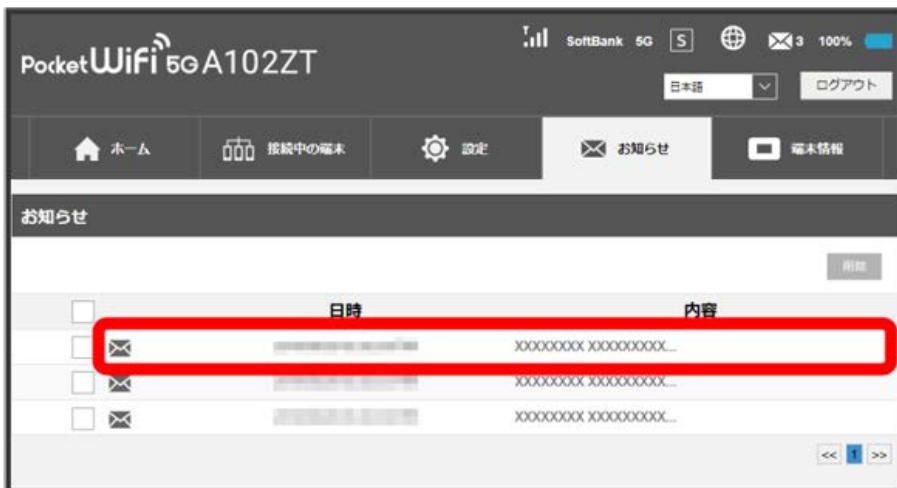 SoftBank 5G S 3 100%
PocketWiFi 5G A102ZT
日本語 ログアウト
ホーム 接続中の端末 設定 お知らせ 端末情報
お知らせ
削除
日時 内容
XXXXXXXX XXXXXXXXX...
XXXXXXXX XXXXXXXXX...
XXXXXXXX XXXXXXXXX...
<< 1 >>